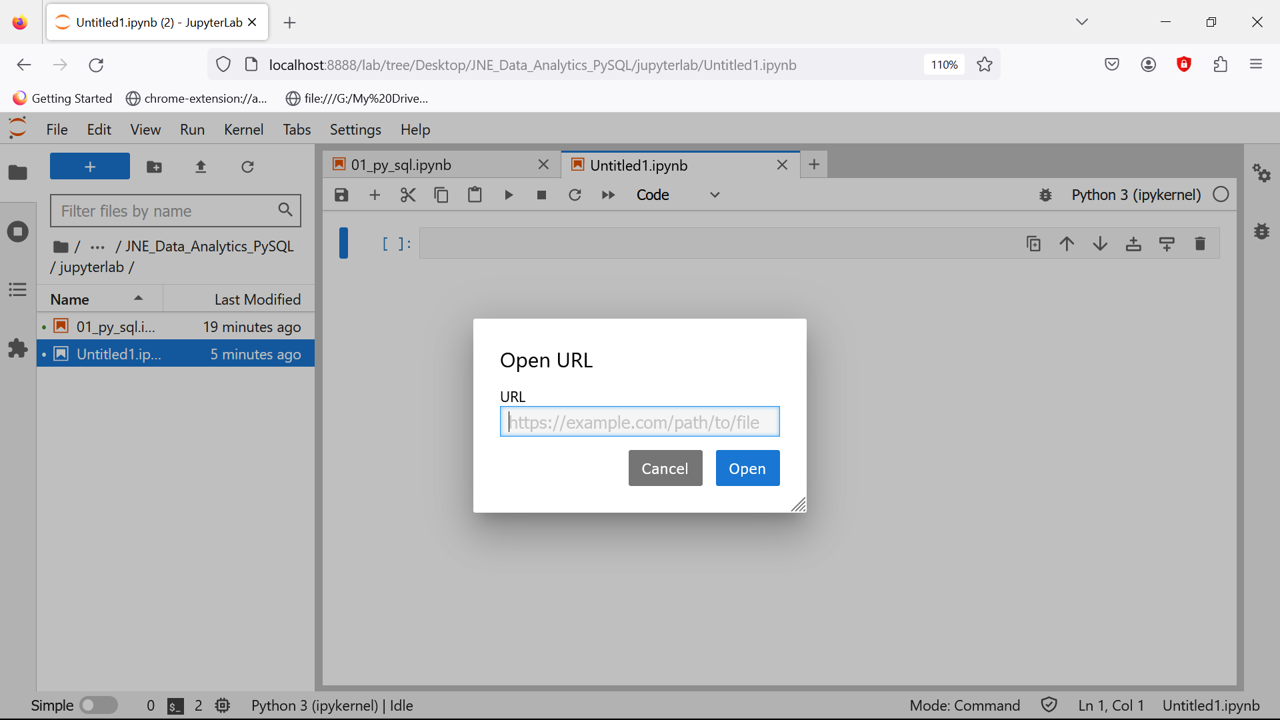 Untitled1.ipynb (2) - JupyterLab
localhost:8888/lab/tree/Desktop/JNE_Data_Analytics_PySQL/jupyterlab/Untitled1.ipynb
110%
Getting Started
chrome-extension://a...
file:///G:/My%20Drive...
File
Edit
View
Run
Kernel
Tabs
Settings
Help
Filter files by name
/ ... / JNE_Data_Analytics_PySQL
/ jupyterlab /
Name
Last Modified
01_py_sql.i...
19 minutes ago
Untitled1.ip...
5 minutes ago
01_py_sql.ipynb
Untitled1.ipynb
Code
Python 3 (ipykernel)
[ ]:
Open URL
URL
https://example.com/path/to/file
Cancel
Open
Simple
0
$_
2
Python 3 (ipykernel) | Idle
Mode: Command
Ln 1, Col 1
Untitled1.ipynb